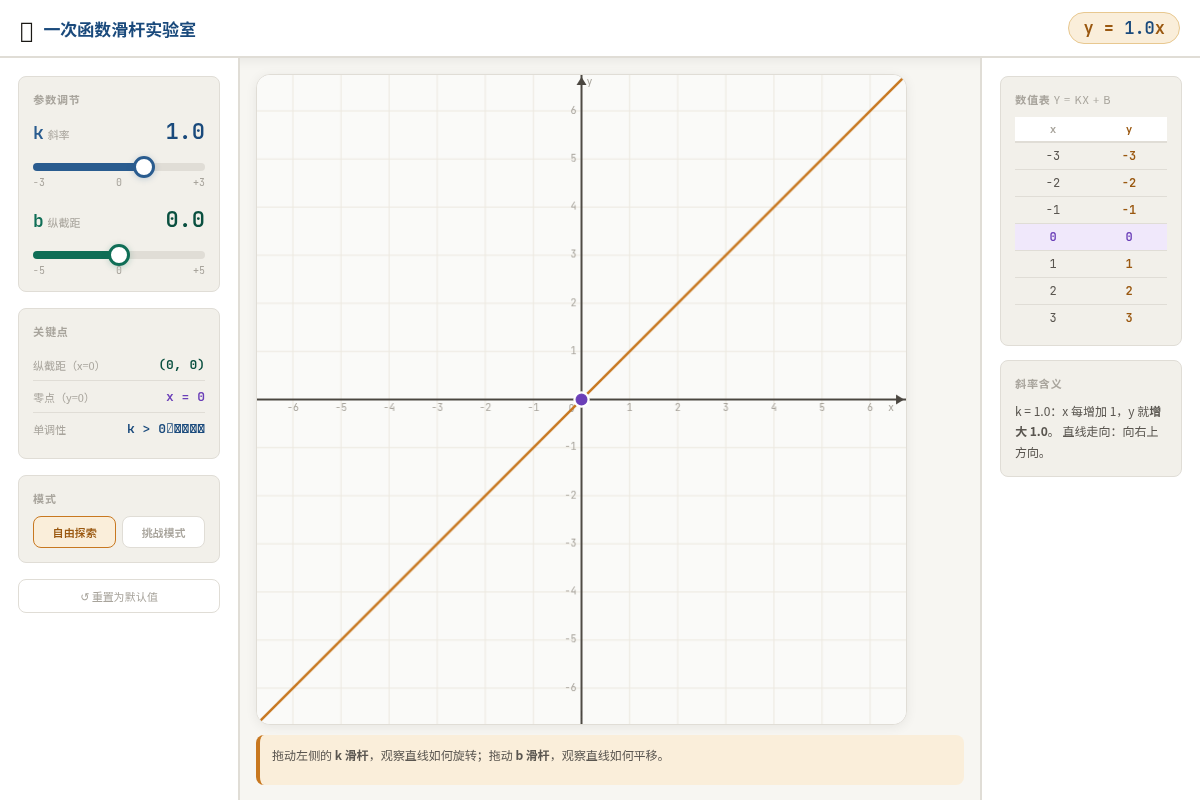 一次函数滑杆实验室
y = 1.0x
参数调节
k 斜率 1.0
-3 0 +3
b 纵截距 0.0
-5 0 +5
关键点
纵截距（x=0） (0, 0)
零点（y=0） x = 0
单调性 k > 0
模式
自由探索 挑战模式
↺ 重置为默认值
y
6
5
4
3
2
1
-6 -5 -4 -3 -2 -1 0 1 2 3 4 5 6 x
-1
-2
-3
-4
-5
-6
拖动左侧的 k 滑杆，观察直线如何旋转；拖动 b 滑杆，观察直线如何平移。
数值表 Y = KX + B
x y
-3 -3
-2 -2
-1 -1
0 0
1 1
2 2
3 3
斜率含义
k = 1.0：x 每增加 1，y 就增
大 1.0。 直线走向：向右上
方向。